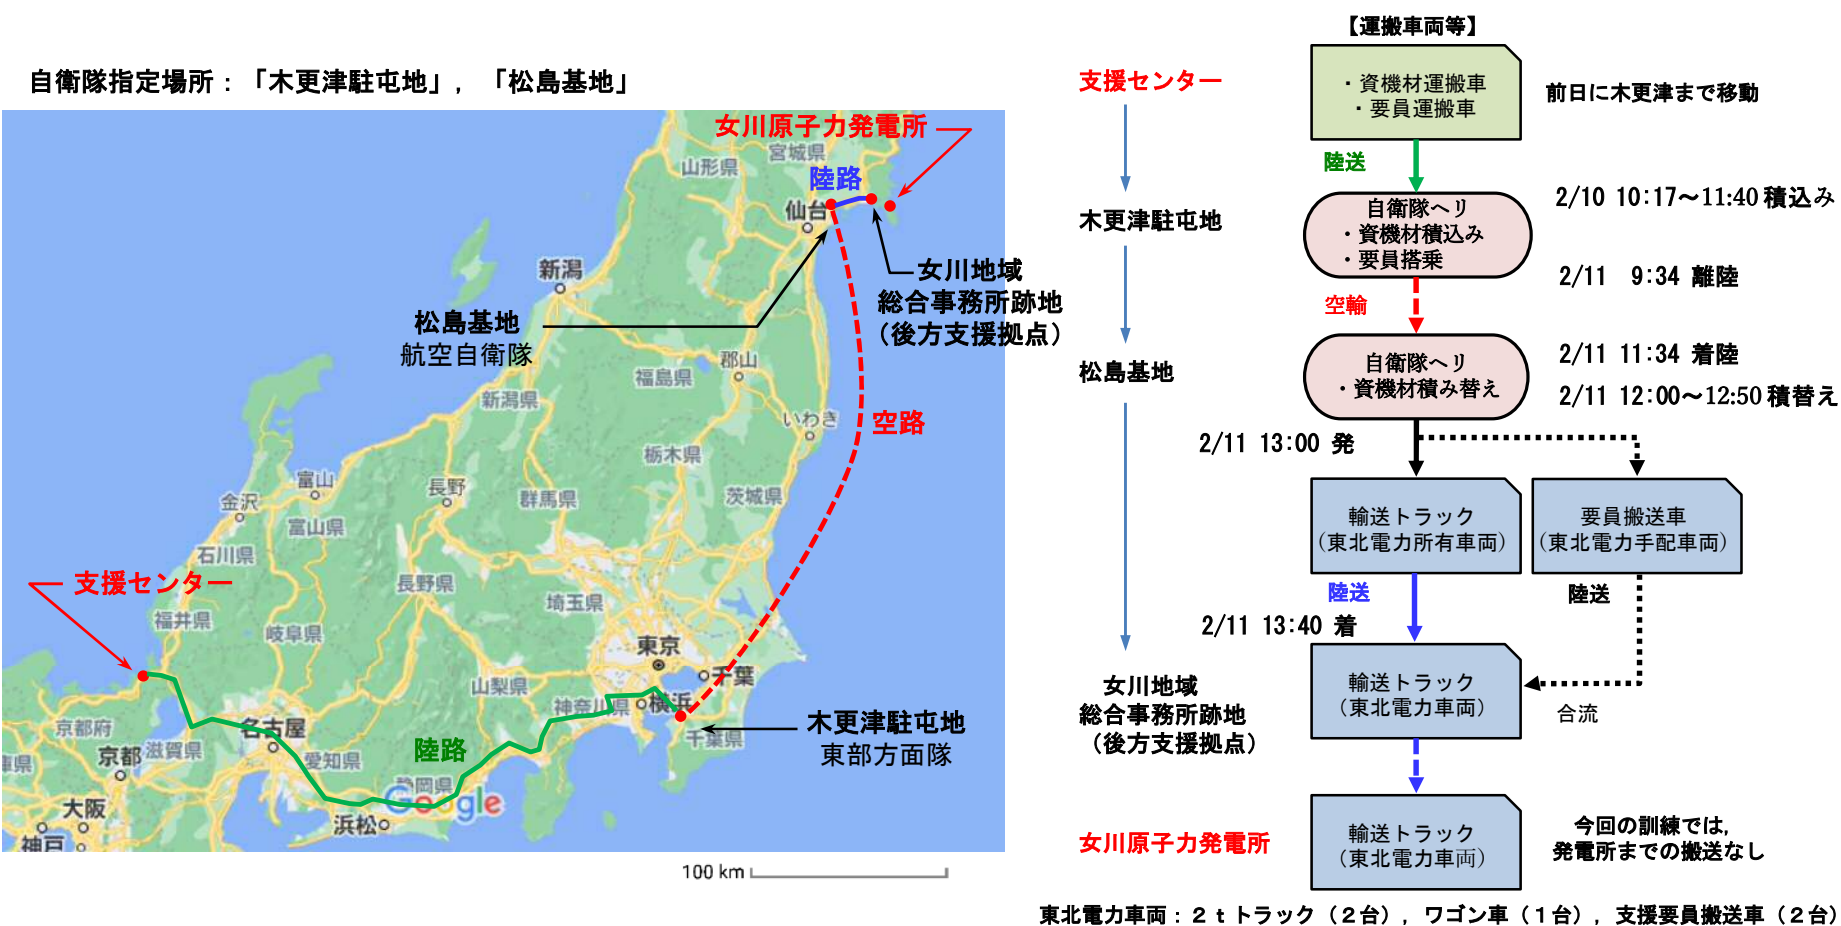 自衛隊指定場所：「木更津駐屯地」，「松島基地」
女川原子力発電所
宮城県
山形県
陸路
仙台
女川地域
総合事務所跡地
（後方支援拠点）
新潟
松島基地
航空自衛隊
郡山
福島県
新潟県
いわき
空路
栃木県
富山
長野
群馬県
茨城県
金沢
富山県
石川県
支援センター
長野県
埼玉県
福井県
岐阜県
東京
千葉
山梨県
神奈川県
横浜
木更津駐屯地
東部方面隊
千葉県
京都府
名古屋
滋賀県
京都
愛知県
陸路
静岡県
庫県
Google
大阪
浜松
神戸
100 km
【運搬車両等】
支援センター
・資機材運搬車
・要員運搬車
前日に木更津まで移動
陸送
木更津駐屯地
自衛隊ヘリ
・資機材積込み
・要員搭乗
2/10 10:17～11:40 積込み
2/11 9:34 離陸
空輸
松島基地
自衛隊ヘリ
・資機材積み替え
2/11 11:34 着陸
2/11 12:00～12:50 積替え
2/11 13:00 発
輸送トラック
（東北電力所有車両）
要員搬送車
（東北電力手配車両）
陸送
陸送
2/11 13:40 着
女川地域
総合事務所跡地
（後方支援拠点）
輸送トラック
（東北電力車両）
合流
女川原子力発電所
輸送トラック
（東北電力車両）
今回の訓練では，
発電所までの搬送なし
東北電力車両：２ｔトラック（２台），ワゴン車（１台），支援要員搬送車（２台）